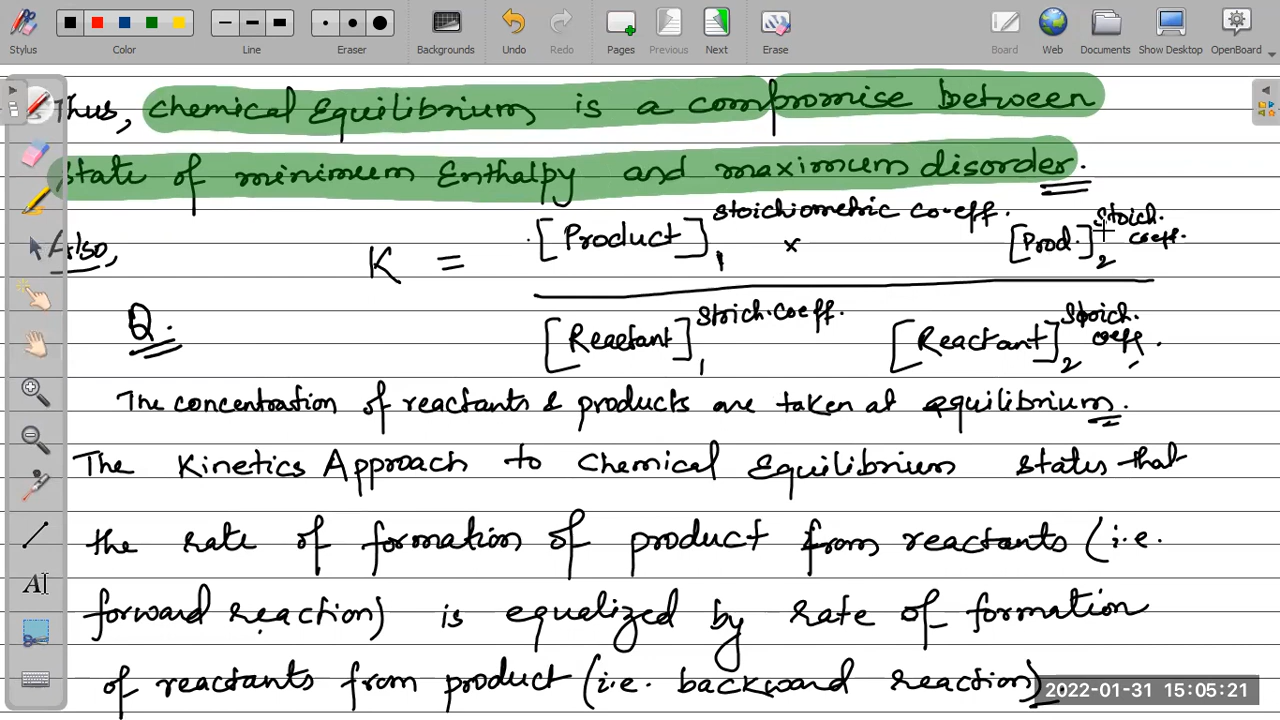 Stylus Color Line Eraser Backgrounds Undo Redo Pages Previous Next Erase Board Web Documents Show Desktop OpenBoard
Thus, chemical Equilibrium is a compromise between
state of minimum Enthalpy and maximum disorder.
Also, K = [Product]₁ stoichiometric co-eff. x [Prod.]₂ stoich. coeff.
Q. [Reactant]₁ stoich. coeff. [Reactant]₂ stoich. oeff.
The concentration of reactants & products are taken at equilibrium.
The Kinetics Approach to Chemical Equilibrium states that
the rate of formation of product from reactants (i.e.
forward reaction) is equalized by rate of formation
of reactants from product (i.e. backward reaction)
AI
2022-01-31 15:05:21